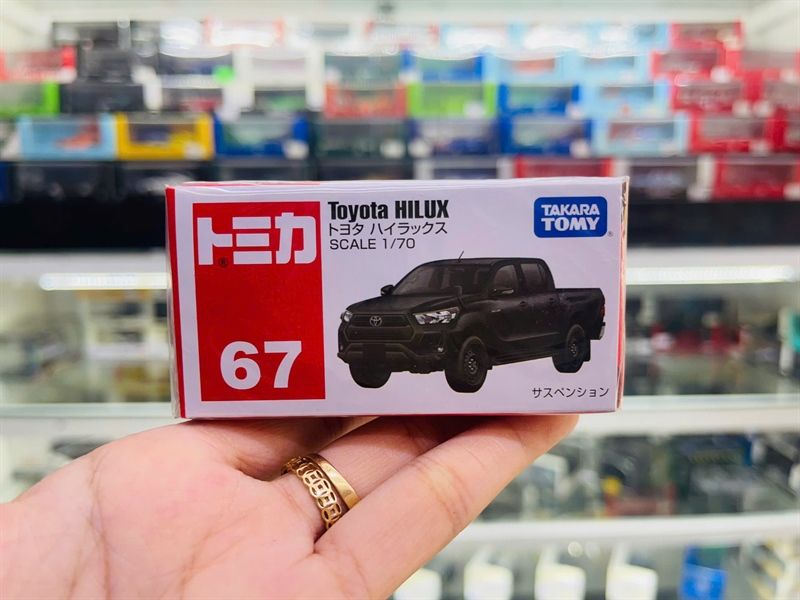 トミカ®
67
Toyota HILUX
トヨタ ハイラックス
SCALE 1/70
TAKARA
TOMY®
サスペンション